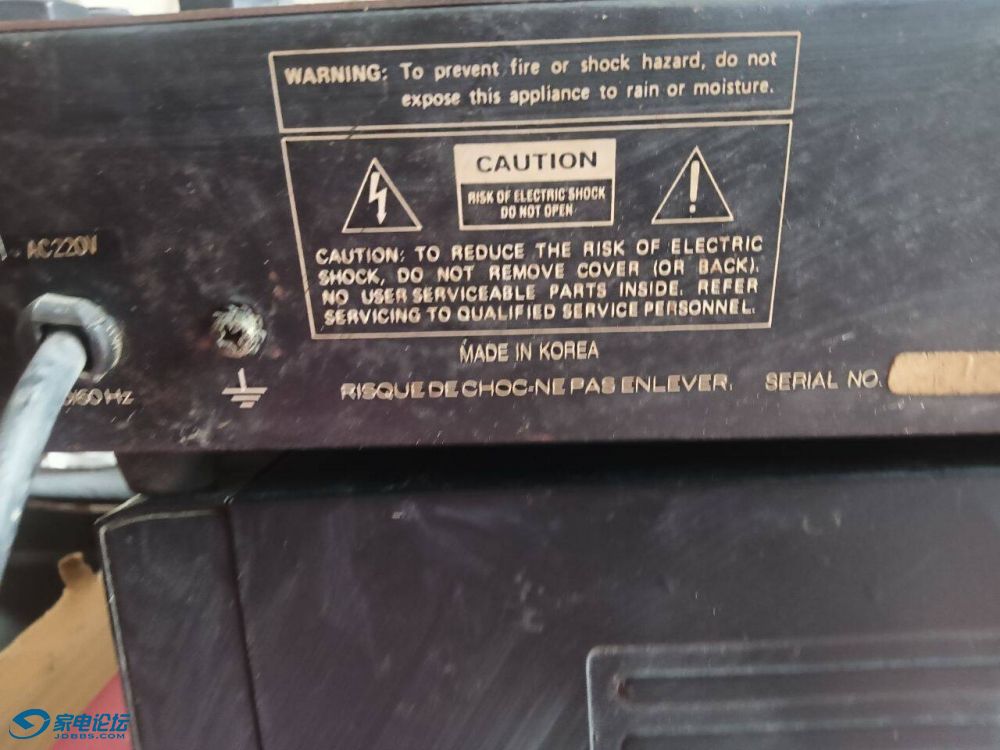 WARNING: To prevent fire or shock hazard, do not
expose this appliance to rain or moisture.
CAUTION
RISK OF ELECTRIC SHOCK
DO NOT OPEN
AC220V
CAUTION: TO REDUCE THE RISK OF ELECTRIC
SHOCK, DO NOT REMOVE COVER (OR BACK).
NO USER SERVICEABLE PARTS INSIDE. REFER
SERVICING TO QUALIFIED SERVICE PERSONNEL.
MADE IN KOREA
60Hz
RISQUE DE CHOC-NE PAS ENLEVER.
SERIAL NO.
家电论坛
JDBBS.COM